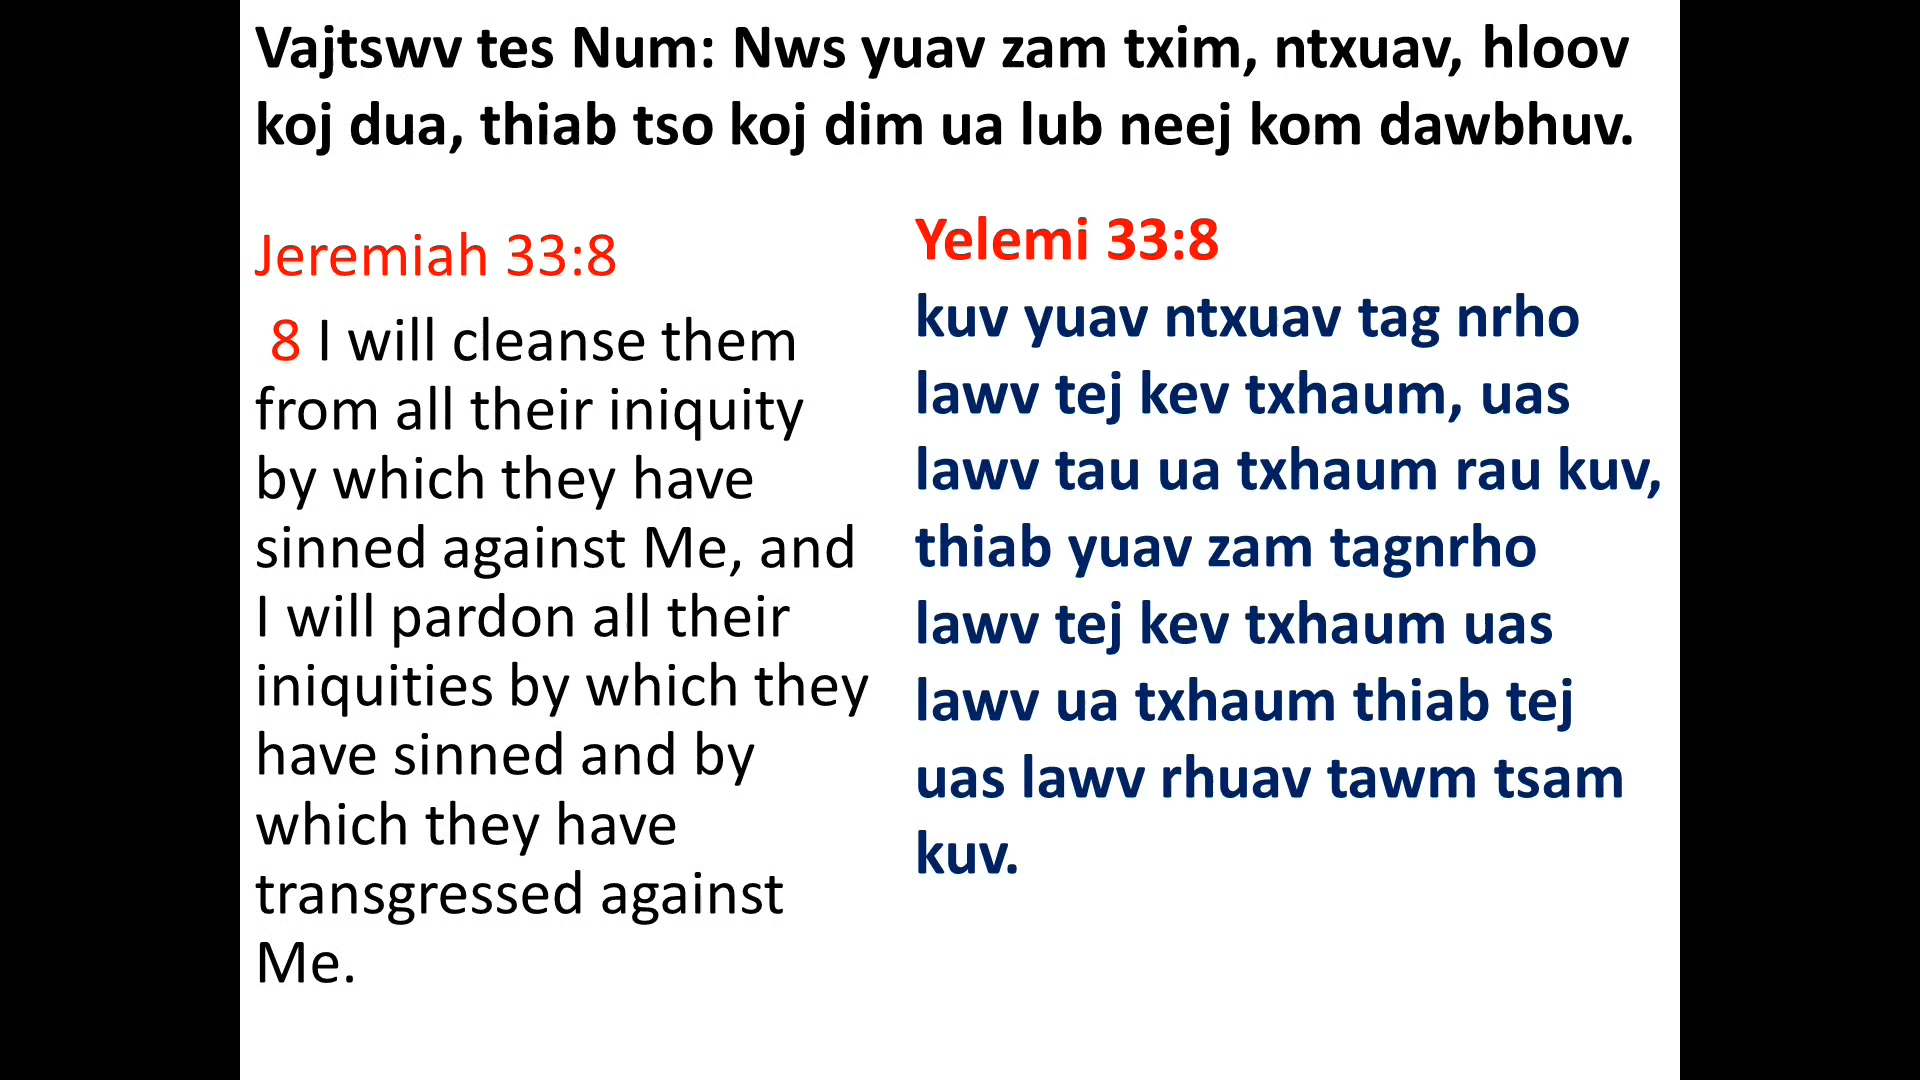 Vajtswv tes Num: Nws yuav zam txim, ntxuav, hloov
koj dua, thiab tso koj dim ua lub neej kom dawbhuv.
Jeremiah 33:8
8 I will cleanse them
from all their iniquity
by which they have
sinned against Me, and
I will pardon all their
iniquities by which they
have sinned and by
which they have
transgressed against
Me.
Yelemi 33:8
kuv yuav ntxuav tag nrho
lawv tej kev txhaum, uas
lawv tau ua txhaum rau kuv,
thiab yuav zam tagnrho
lawv tej kev txhaum uas
lawv ua txhaum thiab tej
uas lawv rhuav tawm tsam
kuv.